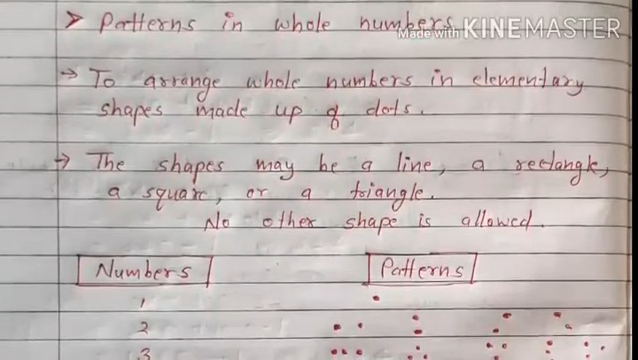 ➤ Patterns in whole numbers.
Made with KINEMASTER
→ To arrange whole numbers in elementary
shapes made up of dots.
→ The shapes may be a line, a rectangle,
a square, or a triangle.
No other shape is allowed.
Numbers Patterns
1
2
3